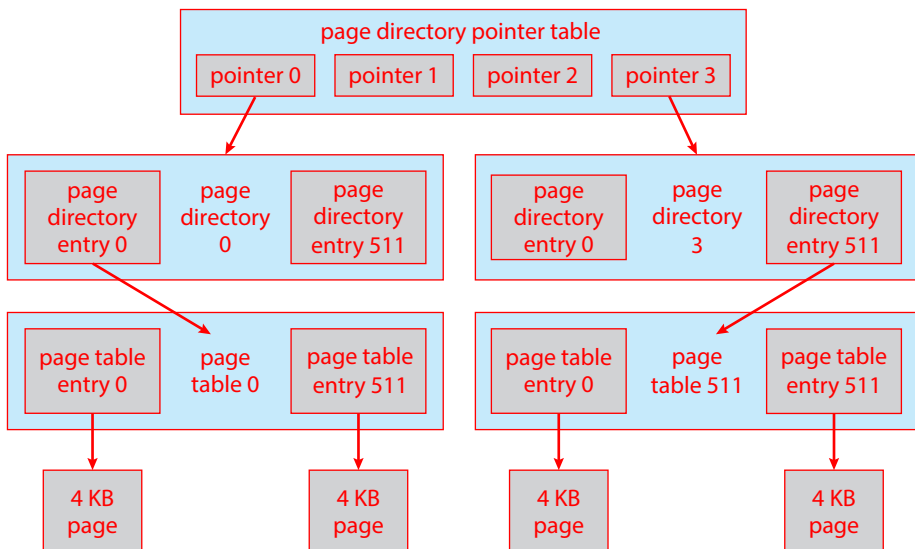 page directory pointer table
pointer 0
pointer 1
pointer 2
pointer 3
page
directory
entry 0
page
directory
0
page
directory
entry 511
page
directory
entry 0
page
directory
3
page
directory
entry 511
page table
entry 0
page
table 0
page table
entry 511
page table
entry 0
page
table 511
page table
entry 511
4 KB
page
4 KB
page
4 KB
page
4 KB
page